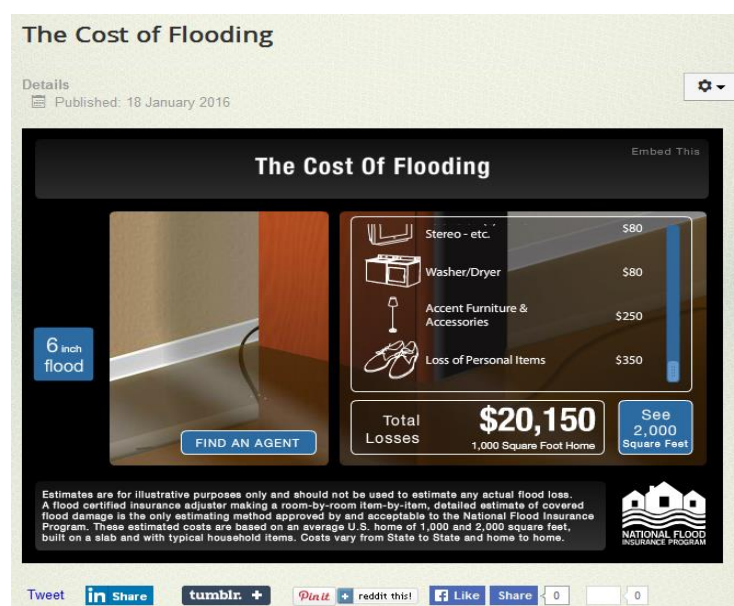 The Cost of Flooding
Details
Published: 18 January 2016
The Cost Of Flooding
Embed This
6 inch
flood
FIND AN AGENT
Stereo - etc. $80
Washer/Dryer $80
Accent Furniture &
Accessories $250
Loss of Personal Items $350
Total
Losses
$20,150
1,000 Square Foot Home
See
2,000
Square Feet
Estimates are for illustrative purposes only and should not be used to estimate any actual flood loss.
A flood certified insurance adjuster making a room-by-room item-by-item, detailed estimate of covered
flood damage is the only estimating method approved by and acceptable to the National Flood Insurance
Program. These estimated costs are based on an average U.S. home of 1,000 and 2,000 square feet,
built on a slab and with typical household items. Costs vary from State to State and home to home.
NATIONAL FLOOD
INSURANCE PROGRAM
Tweet in Share tumblr. + Pin it + reddit this! f Like Share 0 0